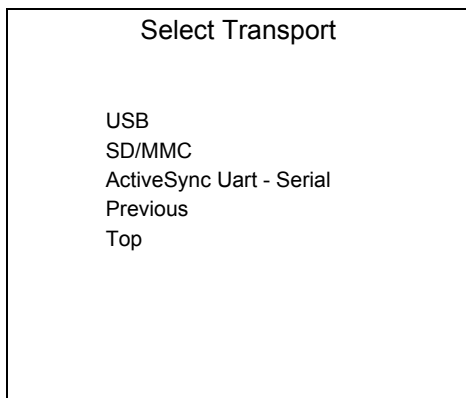 Select Transport
USB
SD/MMC
ActiveSync Uart - Serial
Previous
Top